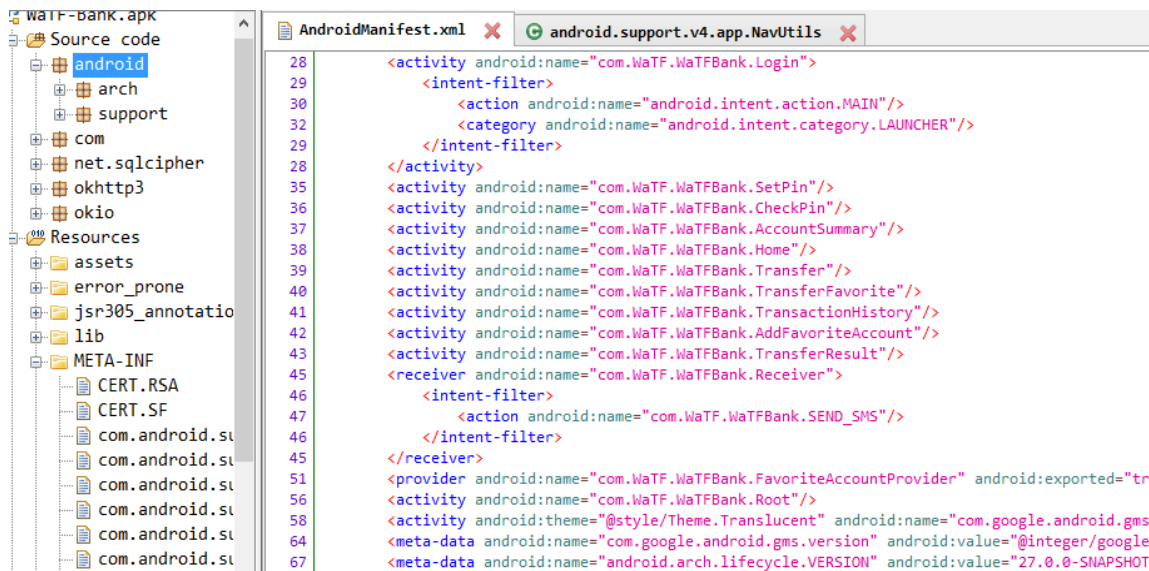 WaTF-Bank.apk
Source code
android
arch
support
com
net.sqlcipher
okhttp3
okio
Resources
assets
error_prone
jsr305_annotatio
lib
META-INF
CERT.RSA
CERT.SF
com.android.su
com.android.su
com.android.su
com.android.su
com.android.su
com.android.su
AndroidManifest.xml
android.support.v4.app.NavUtils
28 <activity android:name="com.WaTF.WaTFBank.Login">
29 <intent-filter>
30 <action android:name="android.intent.action.MAIN"/>
32 <category android:name="android.intent.category.LAUNCHER"/>
29 </intent-filter>
28 </activity>
35 <activity android:name="com.WaTF.WaTFBank.SetPin"/>
36 <activity android:name="com.WaTF.WaTFBank.CheckPin"/>
37 <activity android:name="com.WaTF.WaTFBank.AccountSummary"/>
38 <activity android:name="com.WaTF.WaTFBank.Home"/>
39 <activity android:name="com.WaTF.WaTFBank.Transfer"/>
40 <activity android:name="com.WaTF.WaTFBank.TransferFavorite"/>
41 <activity android:name="com.WaTF.WaTFBank.TransactionHistory"/>
42 <activity android:name="com.WaTF.WaTFBank.AddFavoriteAccount"/>
43 <activity android:name="com.WaTF.WaTFBank.TransferResult"/>
45 <receiver android:name="com.WaTF.WaTFBank.Receiver">
46 <intent-filter>
47 <action android:name="com.WaTF.WaTFBank.SEND_SMS"/>
46 </intent-filter>
45 </receiver>
51 <provider android:name="com.WaTF.WaTFBank.FavoriteAccountProvider" android:exported="tr
56 <activity android:name="com.WaTF.WaTFBank.Root"/>
58 <activity android:theme="@style/Theme.Translucent" android:name="com.google.android.gms
64 <meta-data android:name="com.google.android.gms.version" android:value="@integer/google
67 <meta-data android:name="android.arch.lifecycle.VERSION" android:value="27.0.0-SNAPSHOT